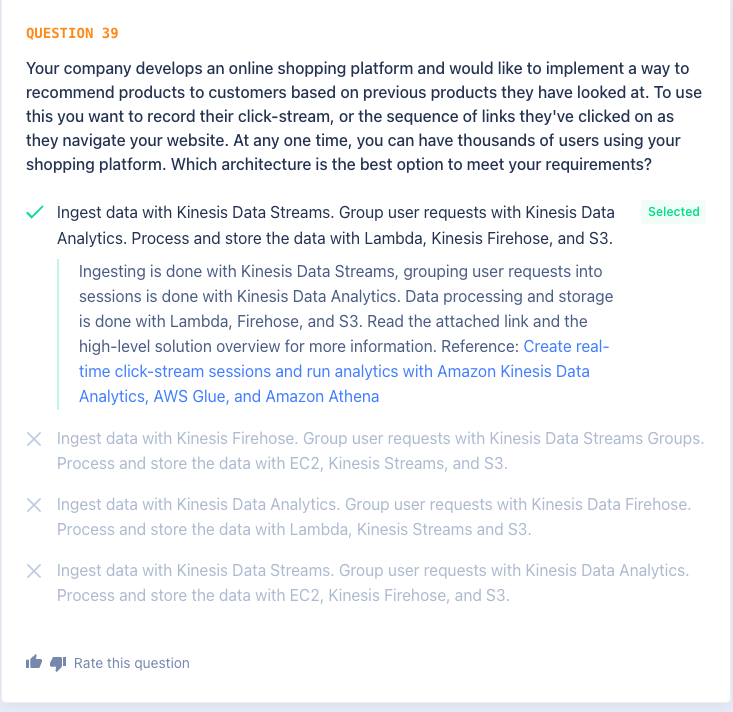 QUESTION 39
Your company develops an online shopping platform and would like to implement a way to
recommend products to customers based on previous products they have looked at. To use
this you want to record their click-stream, or the sequence of links they've clicked on as
they navigate your website. At any one time, you can have thousands of users using your
shopping platform. Which architecture is the best option to meet your requirements?
Ingest data with Kinesis Data Streams. Group user requests with Kinesis Data
Analytics. Process and store the data with Lambda, Kinesis Firehose, and S3.
Selected
Ingesting is done with Kinesis Data Streams, grouping user requests into
sessions is done with Kinesis Data Analytics. Data processing and storage
is done with Lambda, Firehose, and S3. Read the attached link and the
high-level solution overview for more information. Reference: Create real-
time click-stream sessions and run analytics with Amazon Kinesis Data
Analytics, AWS Glue, and Amazon Athena
Ingest data with Kinesis Firehose. Group user requests with Kinesis Data Streams Groups.
Process and store the data with EC2, Kinesis Streams, and S3.
Ingest data with Kinesis Data Analytics. Group user requests with Kinesis Data Firehose.
Process and store the data with Lambda, Kinesis Streams and S3.
Ingest data with Kinesis Data Streams. Group user requests with Kinesis Data Analytics.
Process and store the data with EC2, Kinesis Firehose, and S3.
Rate this question